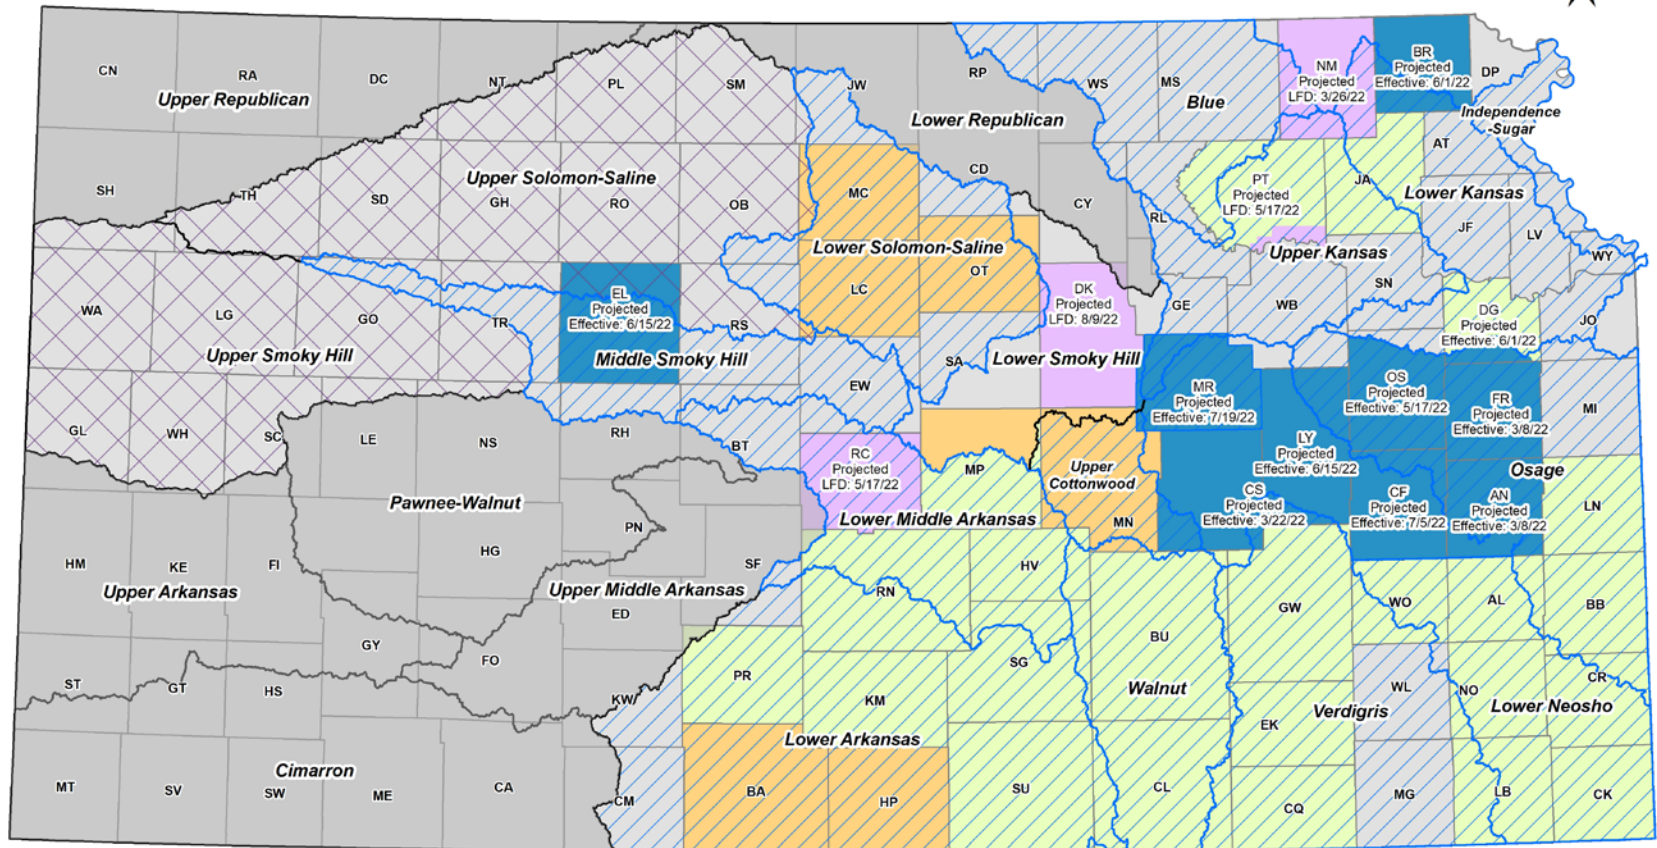 CN
RA
DC
NT
PL
SM
JW
RP
WS
MS
NM
Projected
LFD: 3/26/22
BR
Projected
Effective: 6/1/22
DP
Upper Republican
Lower Republican
Blue
Independence
-Sugar
AT
SH
TH
SD
Upper Solomon-Saline
GH
RO
OB
MC
CD
CY
RL
PT
Projected
LFD: 5/17/22
JA
Lower Kansas
JF
LV
WY
Lower Solomon-Saline
OT
LC
Upper Kansas
WA
LG
GO
TR
EL
Projected
Effective: 6/15/22
RS
DK
Projected
LFD: 8/9/22
GE
WB
SN
DG
Projected
Effective: 6/1/22
JO
Upper Smoky Hill
Middle Smoky Hill
EW
SA
Lower Smoky Hill
MR
Projected
Effective: 7/19/22
OS
Projected
Effective: 5/17/22
FR
Projected
Effective: 3/8/22
MI
GL
WH
SC
LE
NS
RH
BT
RC
Projected
LFD: 5/17/22
MP
Upper
Cottonwood
LY
Projected
Effective: 6/15/22
Osage
CS
Projected
Effective: 3/22/22
CF
Projected
Effective: 7/5/22
AN
Projected
Effective: 3/8/22
LN
Pawnee-Walnut
PN
Lower Middle Arkansas
MN
HM
KE
FI
HG
SF
HV
Upper Arkansas
Upper Middle Arkansas
RN
ED
GW
WO
AL
BB
GY
FO
BU
SG
ST
GT
HS
KW
PR
KM
Walnut
EK
Verdigris
WL
NO
CR
Lower Neosho
Lower Arkansas
Cimarron
MT
SV
SW
ME
CA
CM
BA
HP
SU
CL
CQ
MG
LB
CK